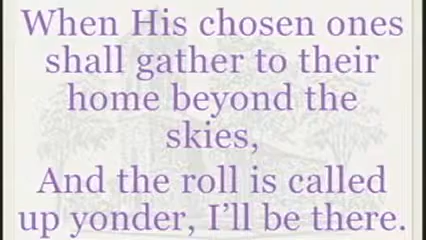 When His chosen ones
shall gather to their
home beyond the
skies,
And the roll is called
up yonder, I’ll be there.